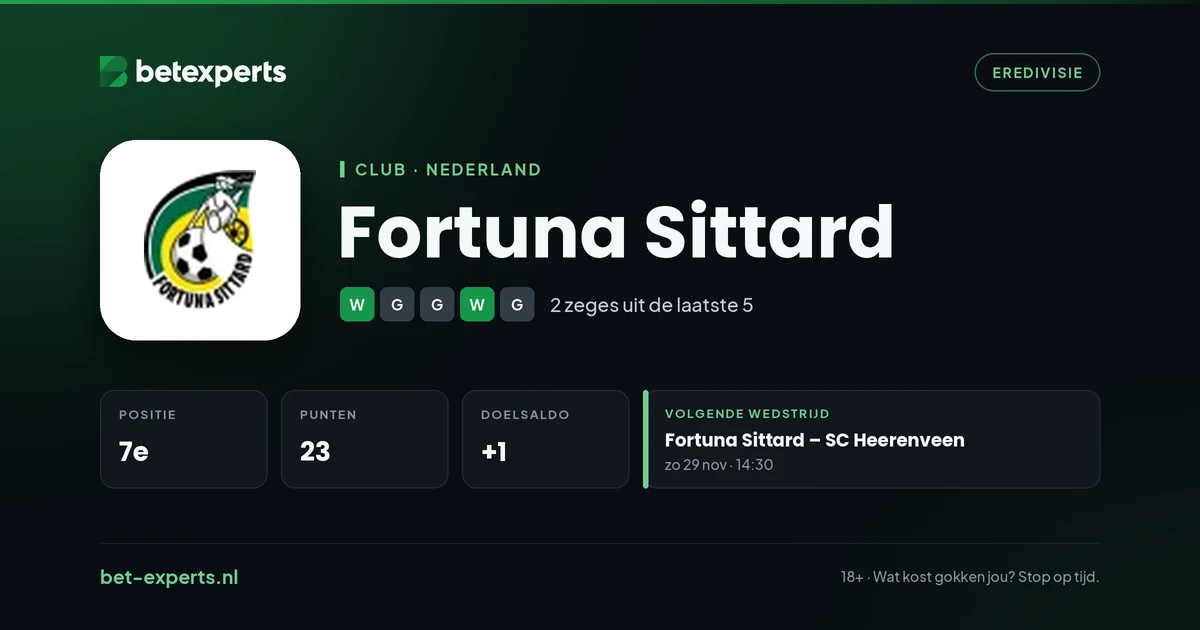 betexperts
EREDIVISIE
CLUB · NEDERLAND
Fortuna Sittard
FORTUNA SITTARD
W G G W G 2 zeges uit de laatste 5
POSITIE
7e
PUNTEN
23
DOELSALDO
+1
VOLGENDE WEDSTRIJD
Fortuna Sittard – SC Heerenveen
zo 29 nov · 14:30
bet-experts.nl
18+ · Wat kost gokken jou? Stop op tijd.